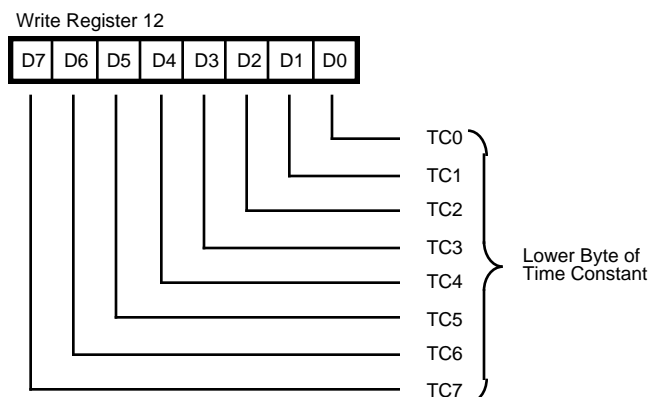 Write Register 12
D7 D6 D5 D4 D3 D2 D1 D0
TC0
TC1
TC2
TC3
TC4
TC5
TC6
TC7
Lower Byte of
Time Constant